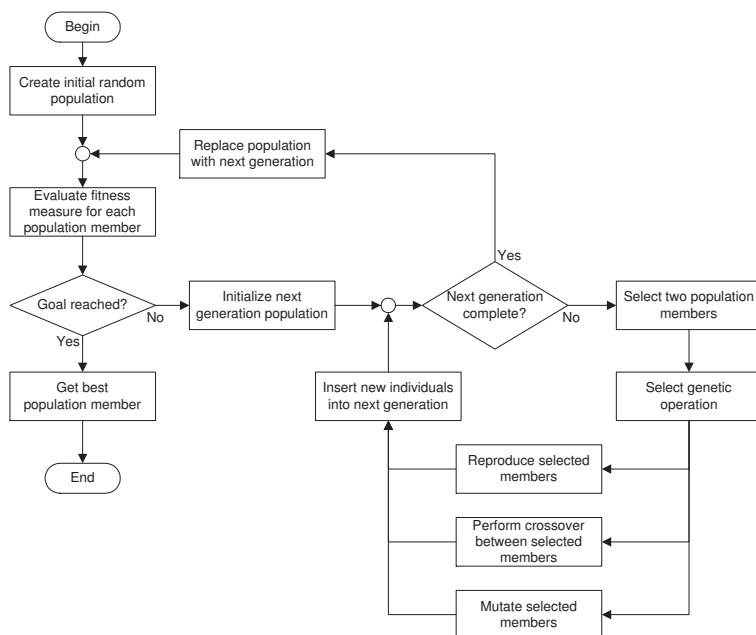 Begin
Create initial random
population
Replace population
with next generation
Evaluate fitness
measure for each
population member
Yes
Goal reached?
No
Initialize next
generation population
Next generation
complete?
No
Select two population
members
Yes
Get best
population member
Insert new individuals
into next generation
Select genetic
operation
End
Reproduce selected
members
Perform crossover
between selected
members
Mutate selected
members